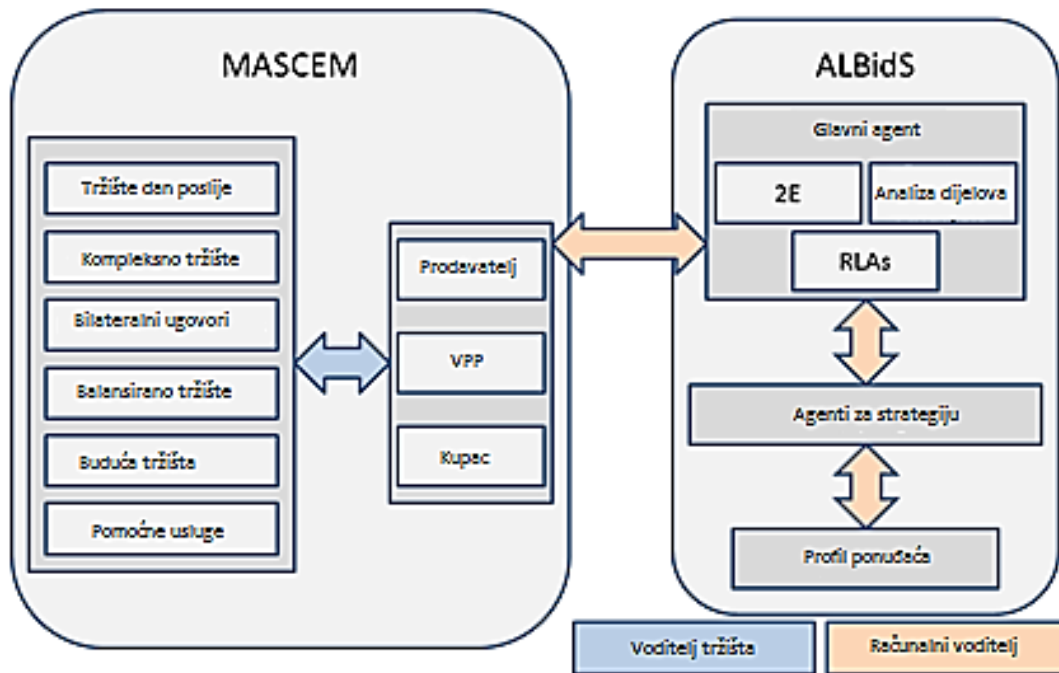 MASCEM
Tržište dan poslije
Kompleksno tržište
Bilateralni ugovori
Balansirano tržište
Buduća tržišta
Pomoćne usluge
Prodavatelj
VPP
Kupac
ALBidS
Glavni agent
2E
Analiza dijelova
RLAs
Agenti za strategiju
Profil ponuđaća
Voditelj tržišta
Računalni voditelj